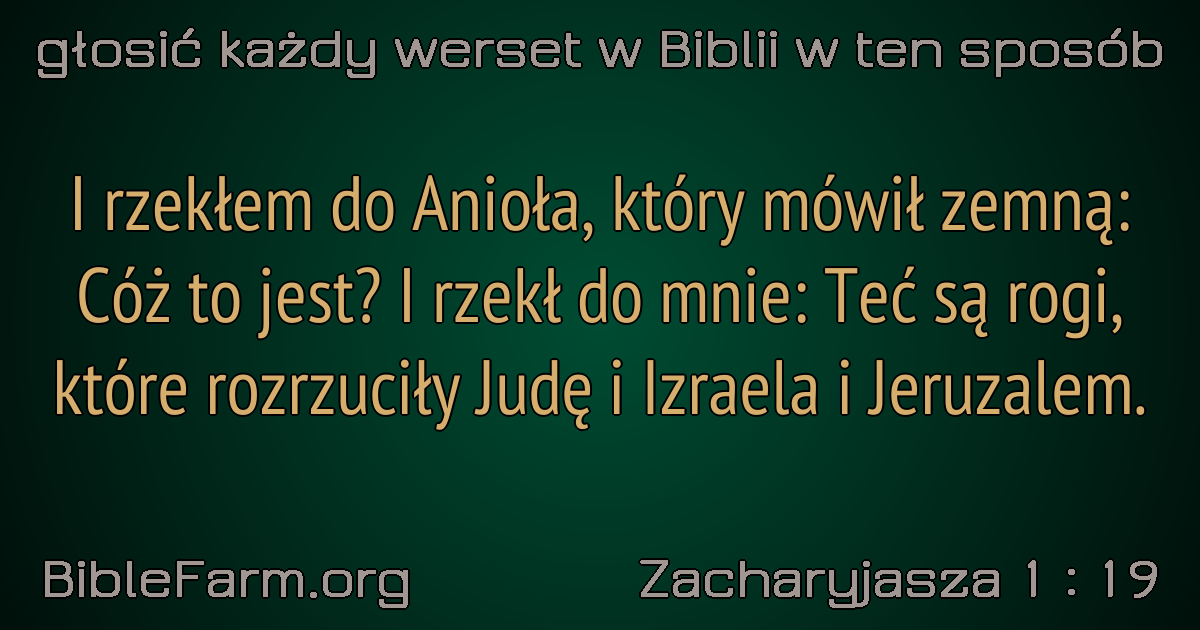 głosić każdy werset w Biblii w ten sposób
I rzekłem do Anioła, który mówił zemną:
Cóż to jest? I rzekł do mnie: Teć są rogi,
które rozrzuciły Judę i Izraela i Jeruzalem.
BibleFarm.org
Zacharyjasza 1 : 19